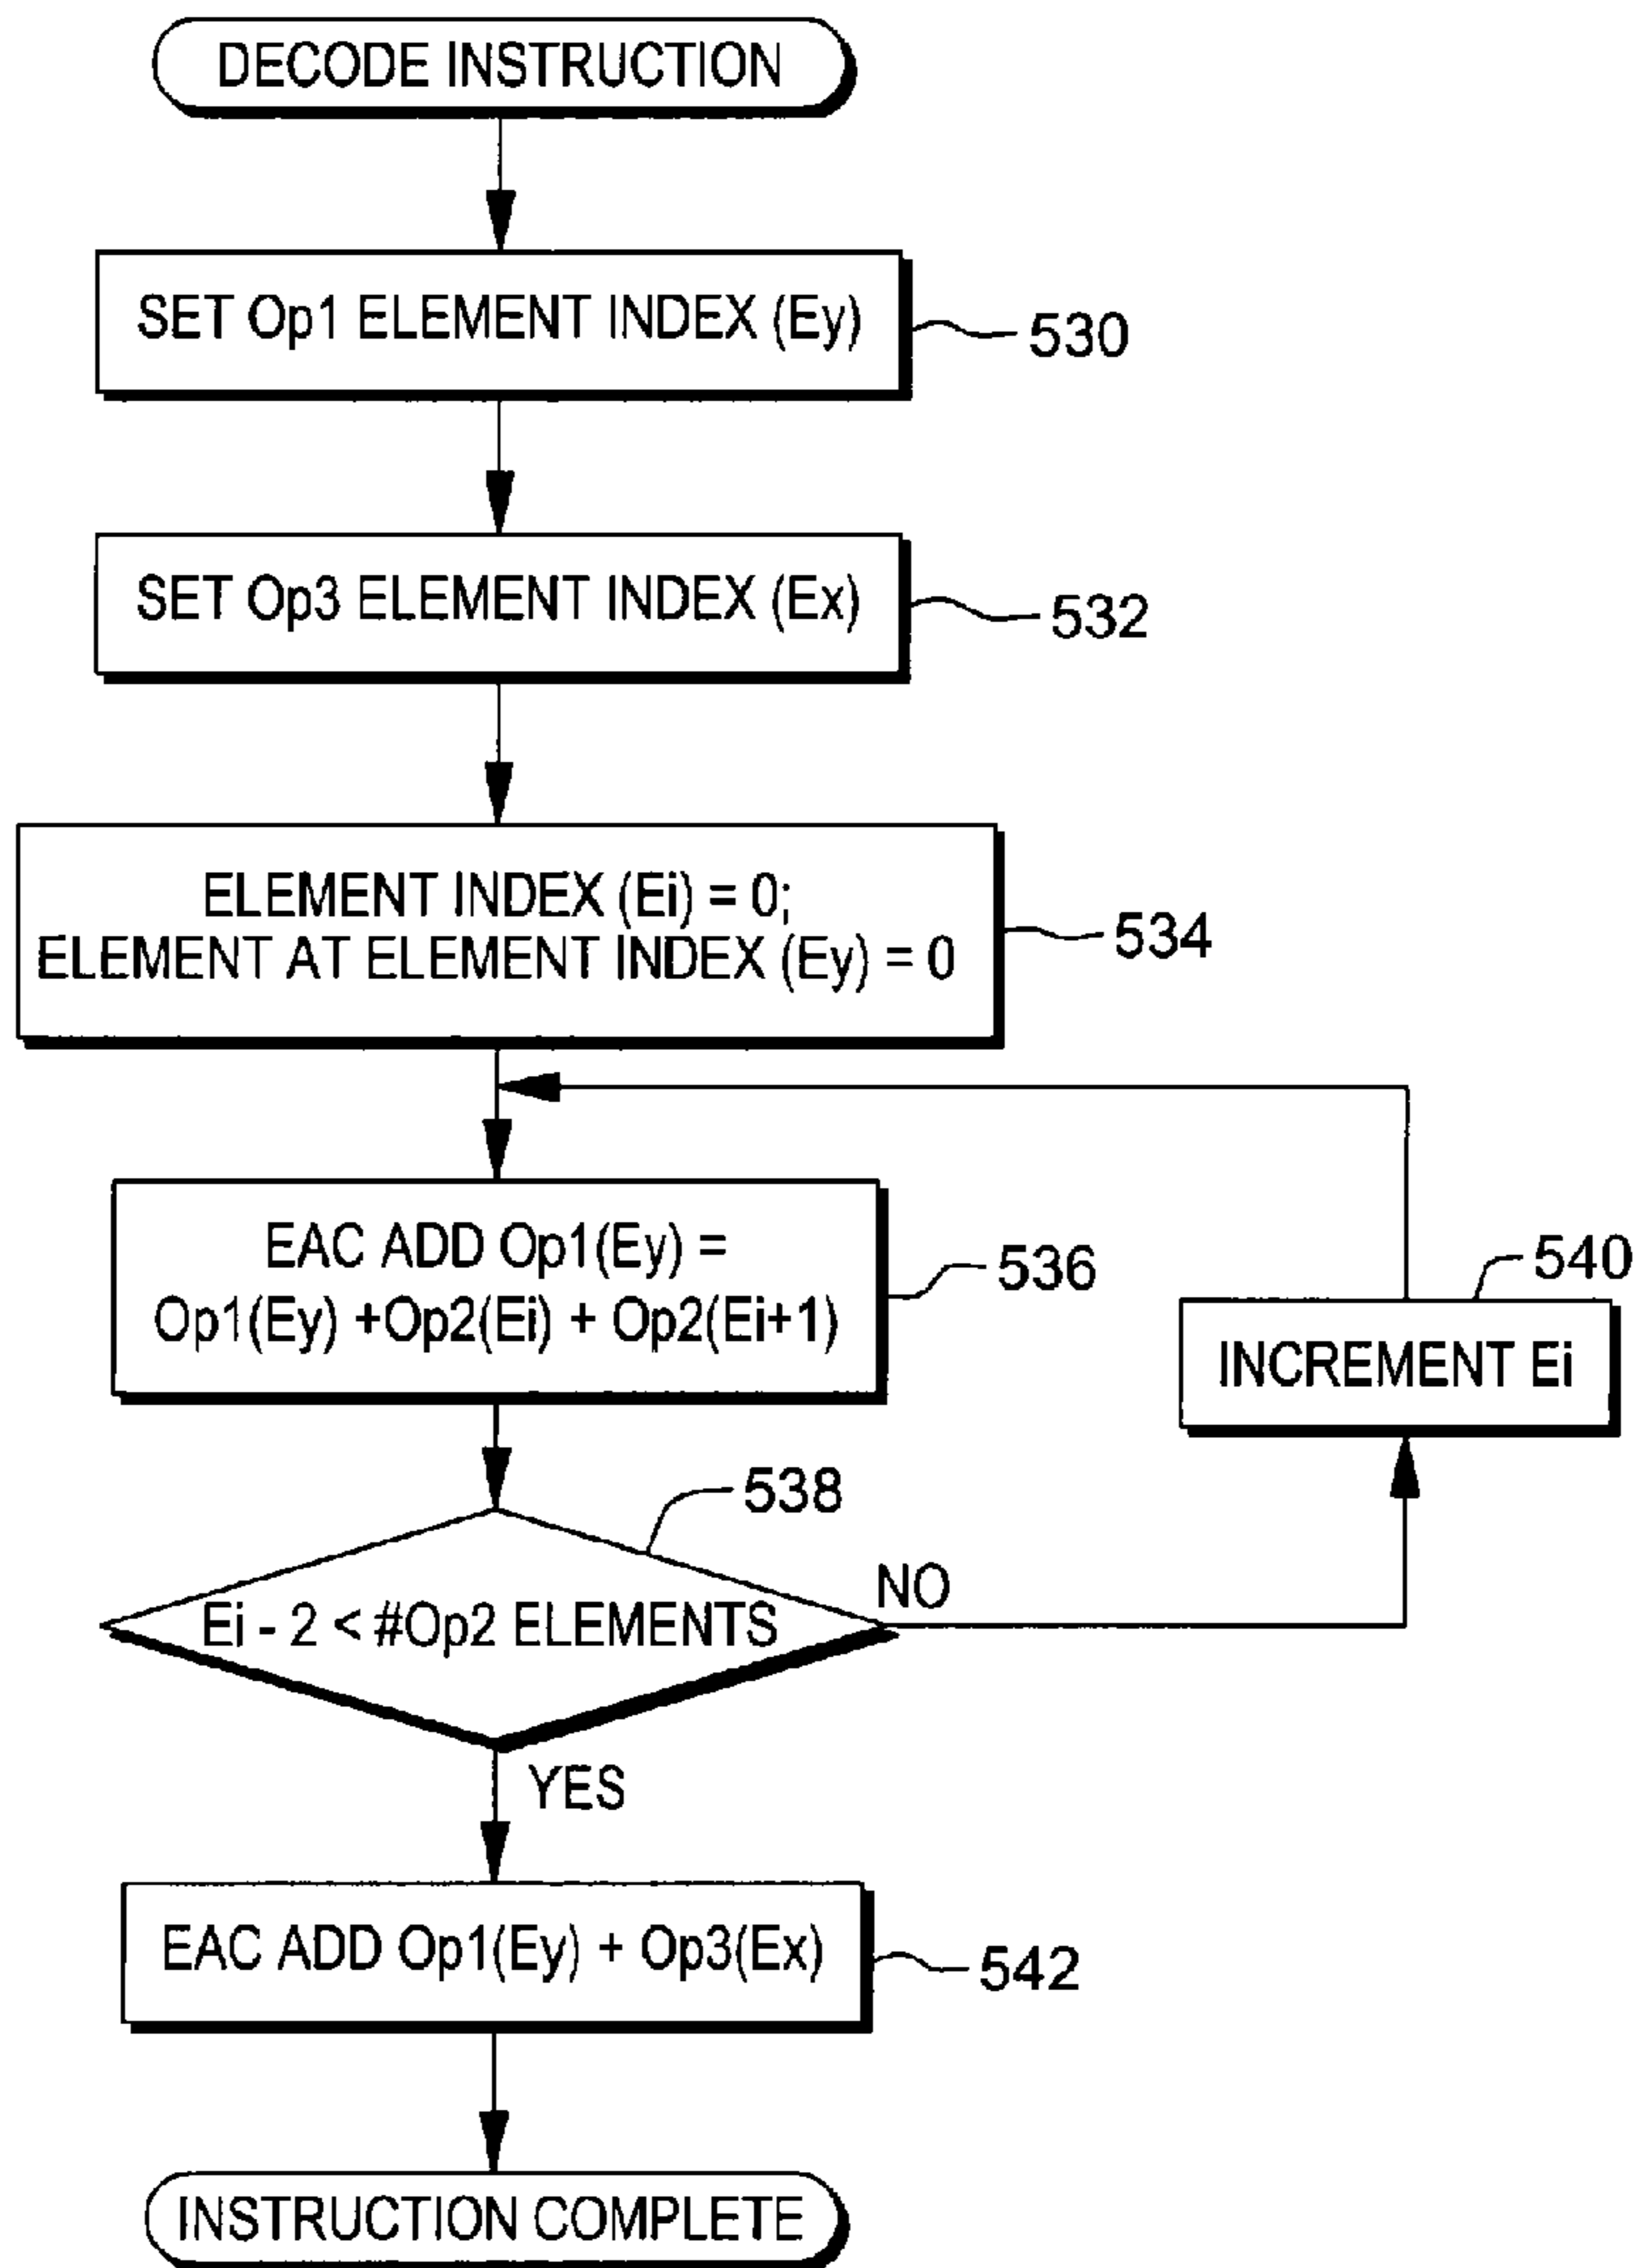 DECODE INSTRUCTION
SET Op1 ELEMENT INDEX (Ey)
530
SET Op3 ELEMENT INDEX (Ex)
532
ELEMENT INDEX (Ei) = 0;
ELEMENT AT ELEMENT INDEX (Ey) = 0
534
EAC ADD Op1(Ey) =
Op1(Ey) +Op2(Ei) + Op2(Ei+1)
536
540
INCREMENT Ei
538
Ei - 2 < #Op2 ELEMENTS
NO
YES
EAC ADD Op1(Ey) + Op3(Ex)
542
INSTRUCTION COMPLETE